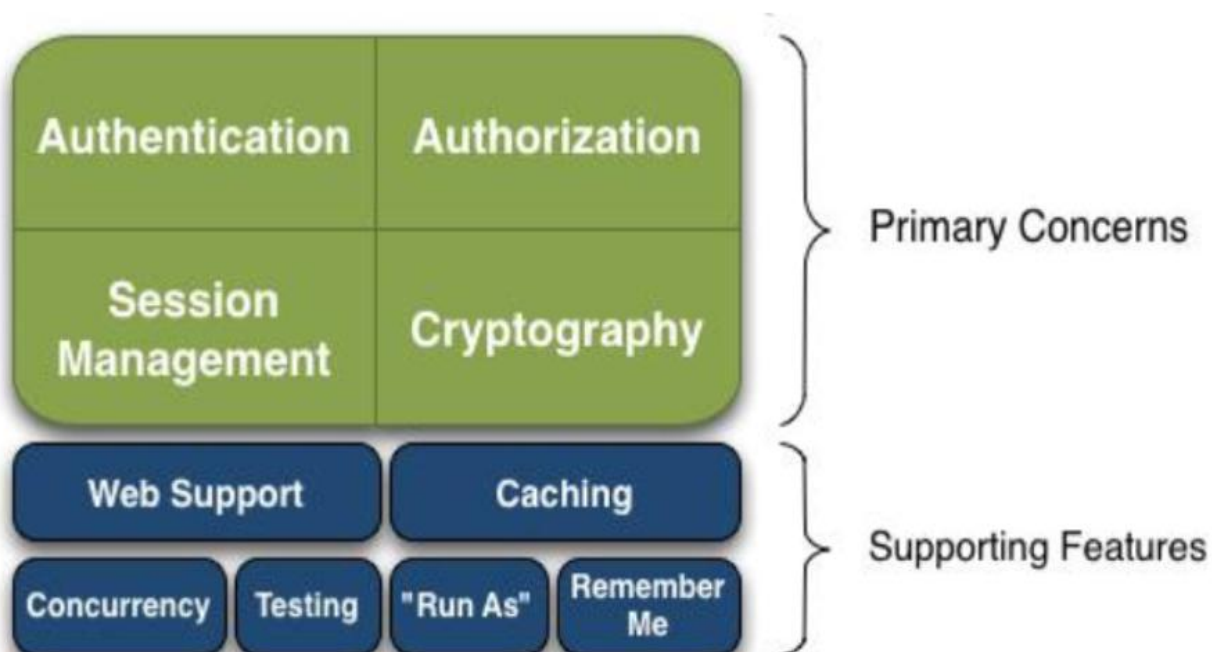 Authentication
Authorization
Session
Management
Cryptography
Primary Concerns
Web Support
Caching
Concurrency
Testing
"Run As"
Remember
Me
Supporting Features